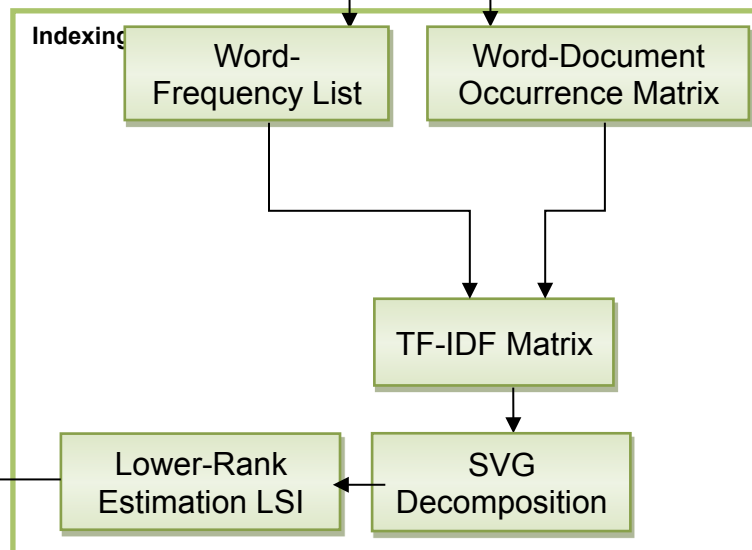 Indexing
Word-
Frequency List
Word-Document
Occurrence Matrix
TF-IDF Matrix
Lower-Rank
Estimation LSI
SVG
Decomposition